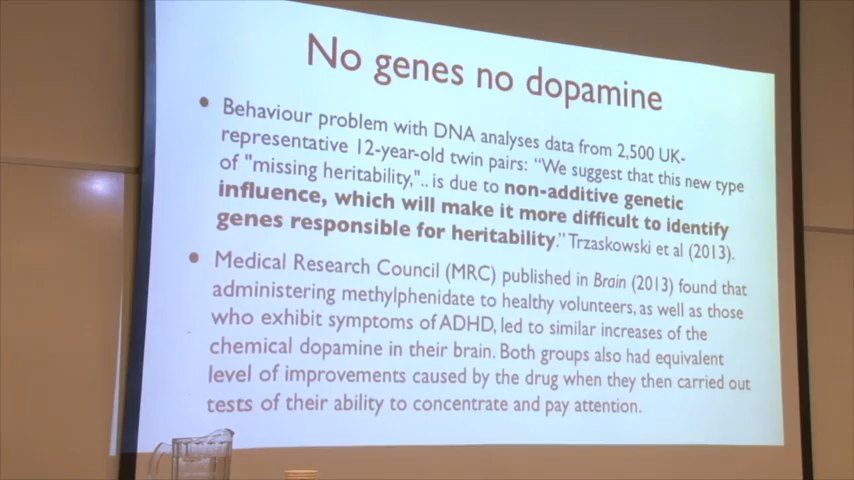 No genes no dopamine
• Behaviour problem with DNA analyses data from 2,500 UK-
representative 12-year-old twin pairs: “We suggest that this new type
of "missing heritability,".. is due to non-additive genetic
influence, which will make it more difficult to identify
genes responsible for heritability.” Trzaskowski et al (2013).
• Medical Research Council (MRC) published in Brain (2013) found that
administering methylphenidate to healthy volunteers, as well as those
who exhibit symptoms of ADHD, led to similar increases of the
chemical dopamine in their brain. Both groups also had equivalent
level of improvements caused by the drug when they then carried out
tests of their ability to concentrate and pay attention.